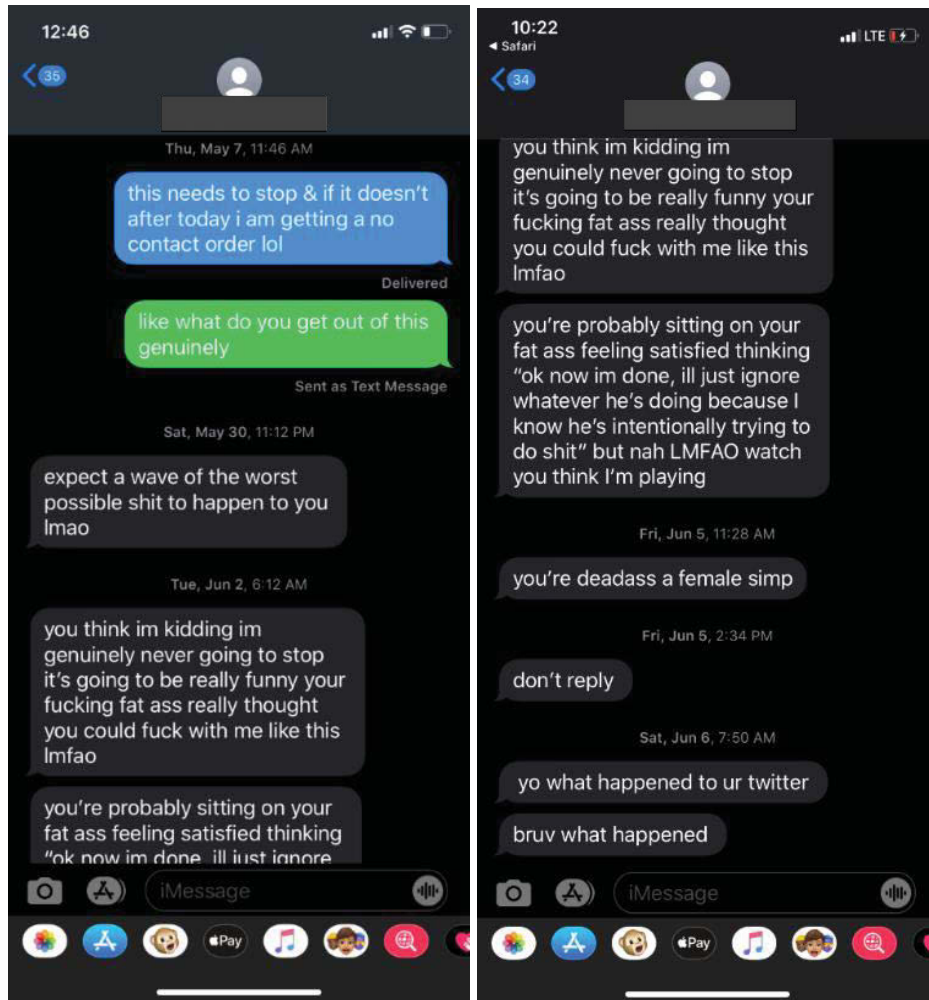 12:46
35
Thu, May 7, 11:46 AM
this needs to stop & if it doesn't
after today i am getting a no
contact order lol
Delivered
like what do you get out of this
genuinely
Sent as Text Message
Sat, May 30, 11:12 PM
expect a wave of the worst
possible shit to happen to you
lmao
Tue, Jun 2, 6:12 AM
you think im kidding im
genuinely never going to stop
it's going to be really funny your
fucking fat ass really thought
you could fuck with me like this
lmfao
you're probably sitting on your
fat ass feeling satisfied thinking
"ok now im done, ill just ignore
iMessage
Pay
10:22
Safari
LTE
34
you think im kidding im
genuinely never going to stop
it's going to be really funny your
fucking fat ass really thought
you could fuck with me like this
lmfao
you're probably sitting on your
fat ass feeling satisfied thinking
"ok now im done, ill just ignore
whatever he's doing because I
know he's intentionally trying to
do shit" but nah LMFAO watch
you think I'm playing
Fri, Jun 5, 11:28 AM
you're deadass a female simp
Fri, Jun 5, 2:34 PM
don't reply
Sat, Jun 6, 7:50 AM
yo what happened to ur twitter
bruv what happened
iMessage
Pay